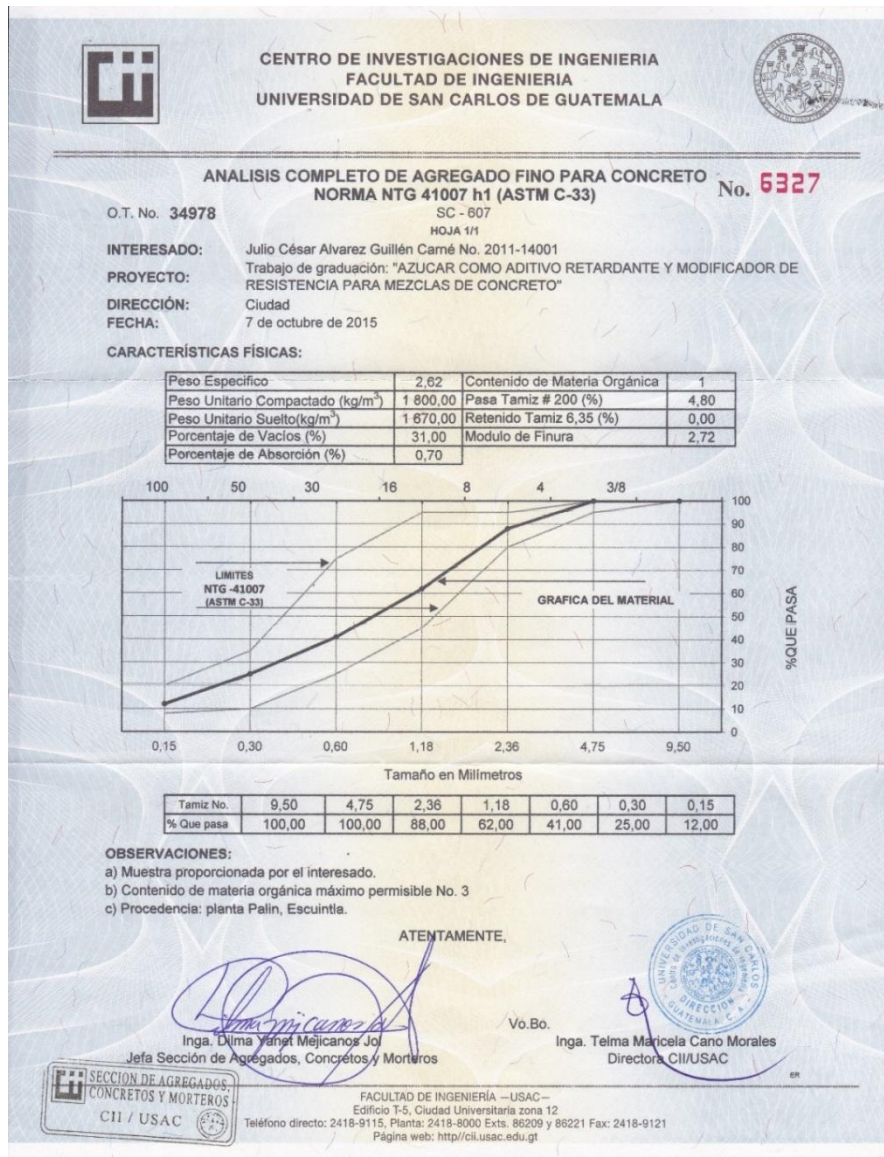 CENTRO DE INVESTIGACIONES DE INGENIERIA
FACULTAD DE INGENIERIA
UNIVERSIDAD DE SAN CARLOS DE GUATEMALA
ANALISIS COMPLETO DE AGREGADO FINO PARA CONCRETO
NORMA NTG 41007 h1 (ASTM C-33)
No. 6327
O.T. No. 34978
SC - 607
HOJA 1/1
INTERESADO: Julio César Alvarez Guillén Carné No. 2011-14001
PROYECTO: Trabajo de graduación: "AZUCAR COMO ADITIVO RETARDANTE Y MODIFICADOR DE
RESISTENCIA PARA MEZCLAS DE CONCRETO"
DIRECCIÓN: Ciudad
FECHA: 7 de octubre de 2015
CARACTERÍSTICAS FÍSICAS:
Peso Especifico 2,62 Contenido de Materia Orgánica 1
Peso Unitario Compactado (kg/m³) 1 800,00 Pasa Tamiz # 200 (%) 4,80
Peso Unitario Suelto(kg/m³) 1 670,00 Retenido Tamiz 6,35 (%) 0,00
Porcentaje de Vacíos (%) 31,00 Modulo de Finura 2,72
Porcentaje de Absorción (%) 0,70
100 50 30 16 8 4 3/8
100
90
80
70
60
50
40
30
20
10
0
%QUE PASA
LIMITES
NTG -41007
(ASTM C-33)
GRAFICA DEL MATERIAL
0,15 0,30 0,60 1,18 2,36 4,75 9,50
Tamaño en Milímetros
Tamiz No. 9,50 4,75 2,36 1,18 0,60 0,30 0,15
% Que pasa 100,00 100,00 88,00 62,00 41,00 25,00 12,00
OBSERVACIONES:
a) Muestra proporcionada por el interesado.
b) Contenido de materia orgánica máximo permisible No. 3
c) Procedencia: planta Palin, Escuintla.
ATENTAMENTE,
Vo.Bo.
Inga. Dilma Yanet Mejicanos Jol
Jefa Sección de Agregados, Concretos y Morteros
Inga. Telma Maricela Cano Morales
Directora CII/USAC
UNIVERSIDAD DE SAN CARLOS
Centro de Investigaciones de Ingeniería
DIRECCION
GUATEMALA, C. A.
ER
SECCION DE AGREGADOS,
CONCRETOS Y MORTEROS
CII / USAC
FACULTAD DE INGENIERÍA —USAC—
Edificio T-5, Ciudad Universitaria zona 12
Teléfono directo: 2418-9115, Planta: 2418-8000 Exts. 86209 y 86221 Fax: 2418-9121
Página web: http//cii.usac.edu.gt